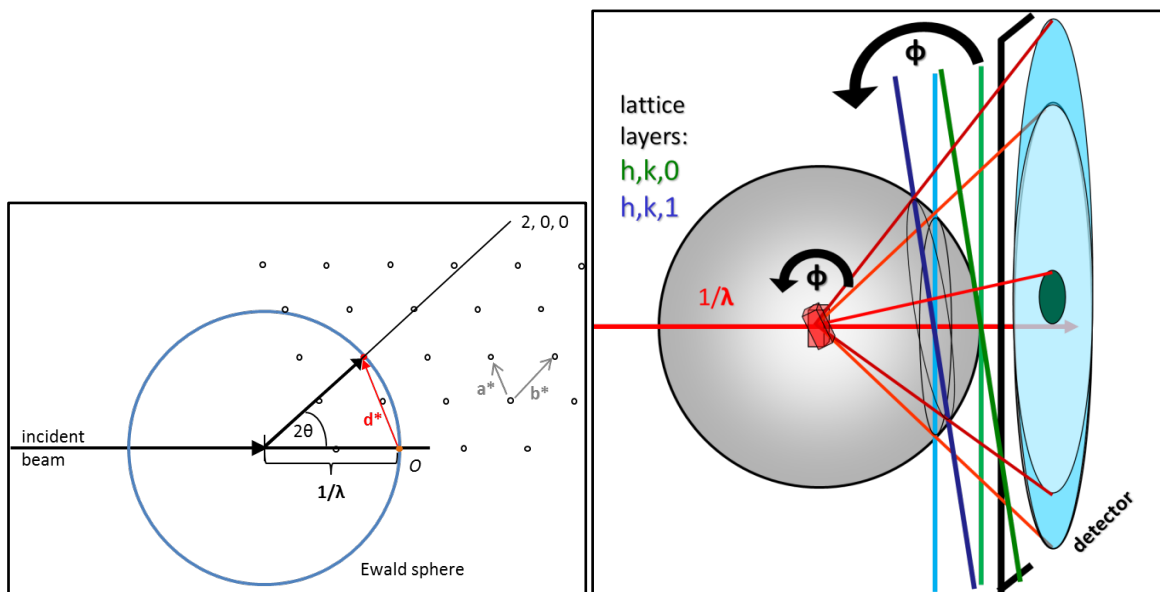 2, 0, 0
a*
b*
d*
2θ
incident
beam
O
1/λ
Ewald sphere
ϕ
lattice
layers:
h,k,0
h,k,1
ϕ
1/λ
detector